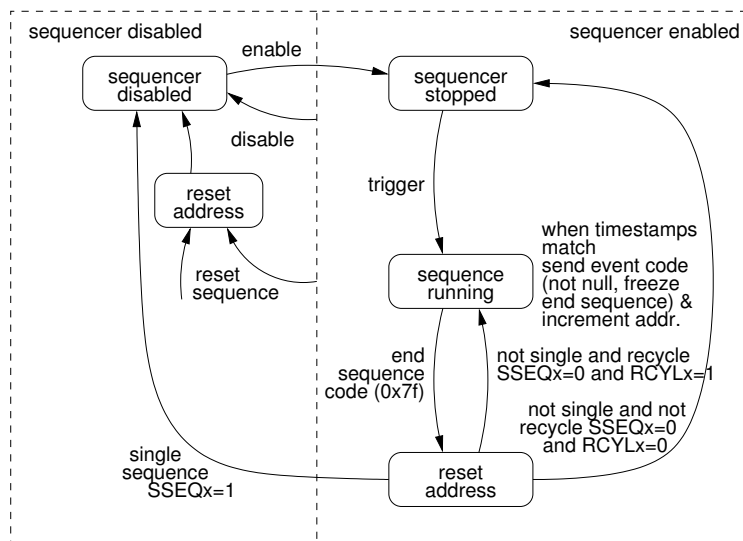 sequencer disabled
sequencer enabled
enable
sequencer
disabled
sequencer
stopped
disable
trigger
reset
address
reset
sequence
sequence
running
when timestamps
match
send event code
(not null, freeze
end sequence) &
increment addr.
end
sequence
code (0x7f)
not single and recycle
SSEQx=0 and RCYLx=1
not single and not
recycle SSEQx=0
and RCYLx=0
single
sequence
SSEQx=1
reset
address